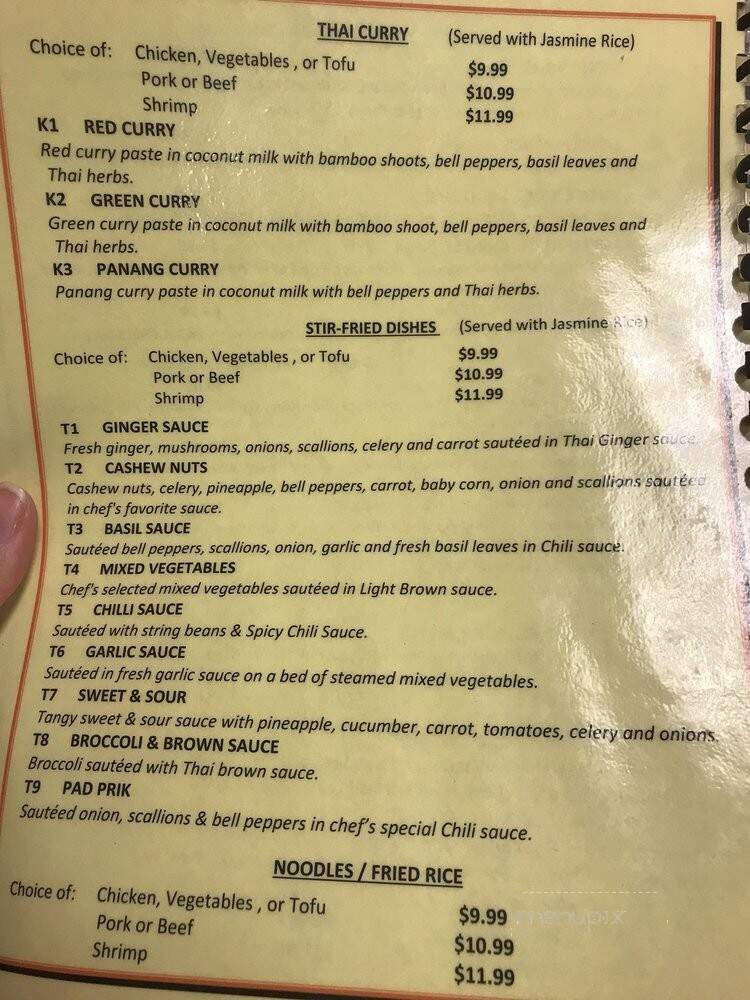 THAI CURRY (Served with Jasmine Rice)
Choice of: Chicken, Vegetables , or Tofu $9.99
Pork or Beef $10.99
Shrimp $11.99
K1 RED CURRY
Red curry paste in coconut milk with bamboo shoots, bell peppers, basil leaves and
Thai herbs.
K2 GREEN CURRY
Green curry paste in coconut milk with bamboo shoot, bell peppers, basil leaves and
Thai herbs.
K3 PANANG CURRY
Panang curry paste in coconut milk with bell peppers and Thai herbs.
STIR-FRIED DISHES (Served with Jasmine Rice)
Choice of: Chicken, Vegetables , or Tofu $9.99
Pork or Beef $10.99
Shrimp $11.99
T1 GINGER SAUCE
Fresh ginger, mushrooms, onions, scallions, celery and carrot sautéed in Thai Ginger sauce.
T2 CASHEW NUTS
Cashew nuts, celery, pineapple, bell peppers, carrot, baby corn, onion and scallions sautéed
in chef's favorite sauce.
T3 BASIL SAUCE
Sautéed bell peppers, scallions, onion, garlic and fresh basil leaves in Chili sauce.
T4 MIXED VEGETABLES
Chef's selected mixed vegetables sautéed in Light Brown sauce.
T5 CHILLI SAUCE
Sautéed with string beans & Spicy Chili Sauce.
T6 GARLIC SAUCE
Sautéed in fresh garlic sauce on a bed of steamed mixed vegetables.
T7 SWEET & SOUR
Tangy sweet & sour sauce with pineapple, cucumber, carrot, tomatoes, celery and onions.
T8 BROCCOLI & BROWN SAUCE
Broccoli sautéed with Thai brown sauce.
T9 PAD PRIK
Sautéed onion, scallions & bell peppers in chef's special Chili sauce.
NOODLES / FRIED RICE
Choice of: Chicken, Vegetables , or Tofu $9.99
Pork or Beef $10.99
Shrimp $11.99
menupix